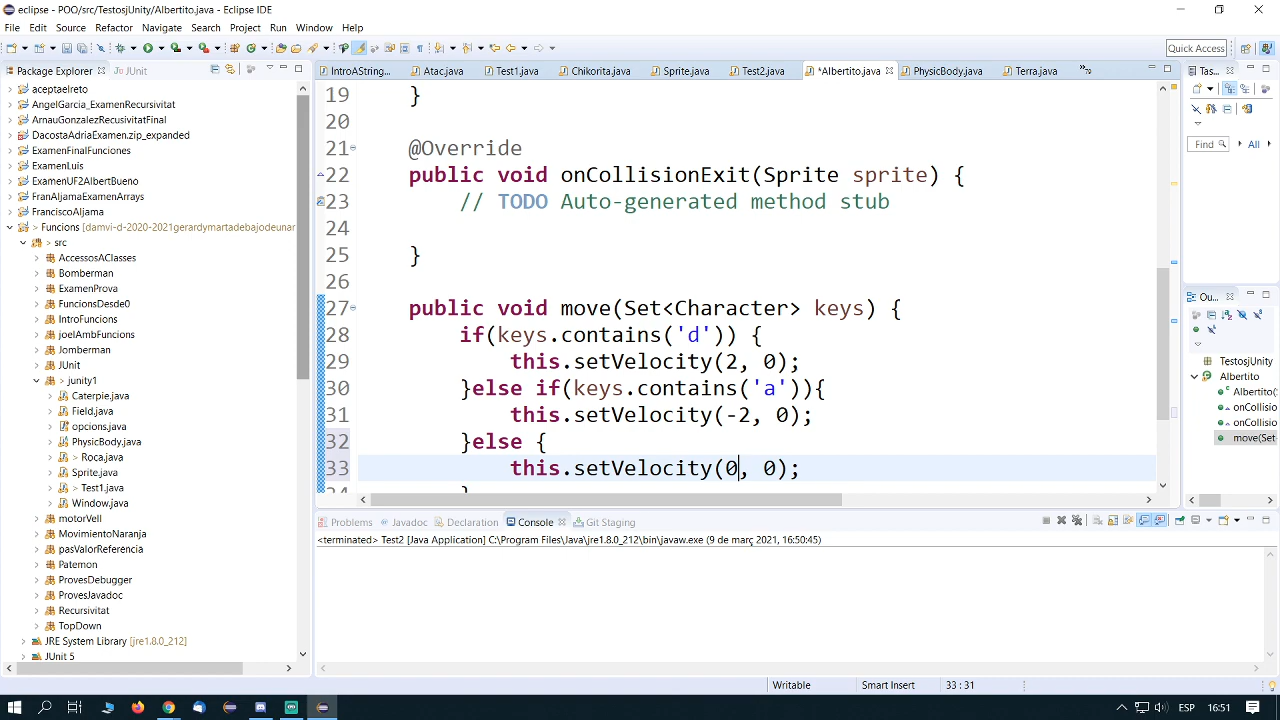 eclipse - POO/src/TestosjUnity/Albertito.java - Eclipse IDE
File Edit Source Refactor Navigate Search Project Run Window Help
Quick Access
Package Explorer JUnit
IntroAString... Atac.java Test1.java Chikorita.java Sprite.java Test2.java *Albertito.java PhysicBody.java Terra.java
Tas...
aceptaelreto
AngelGarcia_ExamenRecursivitat
ArnauGonzalezRecusivitatFinal
DacostaAdriaExamen.zip_expanded
ExamenFinalFunciones
ExamenLuis
ExamenUF2AlbertBueno
FranAljamaExamenArrays
FranciscoAljama
> Funcions [damvi-d-2020-2021gerardymartadebajodeunar
> src
AccessosAClasses
Bomberman
ExamenProva
FuncionsDesde0
IntroFuncions
joelAmbFuncions
Jomberman
JUnit
> junity1
Caterpie.java
Field.java
opcions.java
PhysicBody.java
> Roca.java
Sprite.java
> Test1.java
Window.java
motorVell
MovimientoNaranja
pasValorReferència
Patemon
ProvesDebugger
ProvesJavadoc
Recursivitat
TopDown
JRE System Library [jre1.8.0_212]
JUnit 5
19 }
20
21 @Override
22 public void onCollisionExit(Sprite sprite) {
23 // TODO Auto-generated method stub
24
25 }
26
27 public void move(Set<Character> keys) {
28 if(keys.contains('d')) {
29 this.setVelocity(2, 0);
30 }else if(keys.contains('a')){
31 this.setVelocity(-2, 0);
32 }else {
33 this.setVelocity(0, 0);
Find All
Ou...
TestosjUnity
Albertito
Albertito('
onCollisio
onCollisio
move(Set
Problems Javadoc Declaration Console Git Staging
<terminated> Test2 [Java Application] C:\Program Files\Java\jre1.8.0_212\bin\javaw.exe (9 de març 2021, 16:50:45)
Writable Smart Insert 33 : 31
ESP 16:51